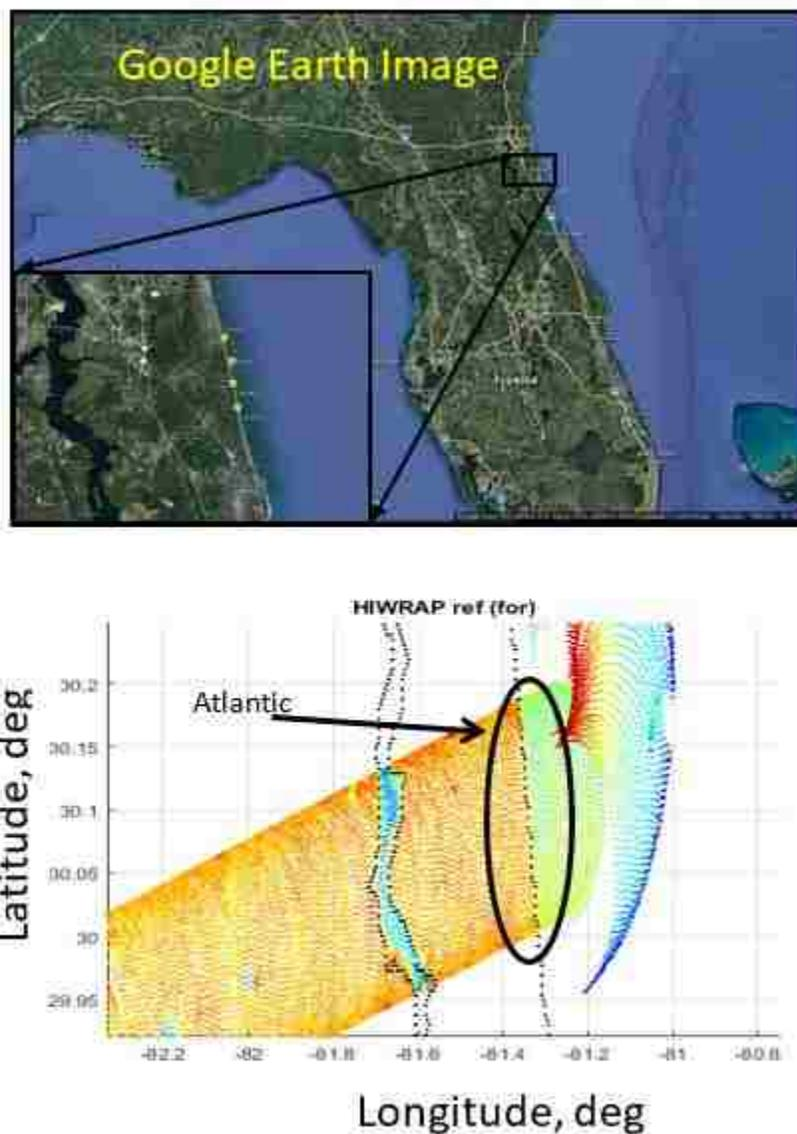 Google Earth Image
Florida
HIWRAP ref (for)
Atlantic
Latitude, deg
30.2
30.15
30.1
30.05
30
29.95
-82.2 -82 -81.8 -81.6 -81.4 -81.2 -81 -80.8
Longitude, deg